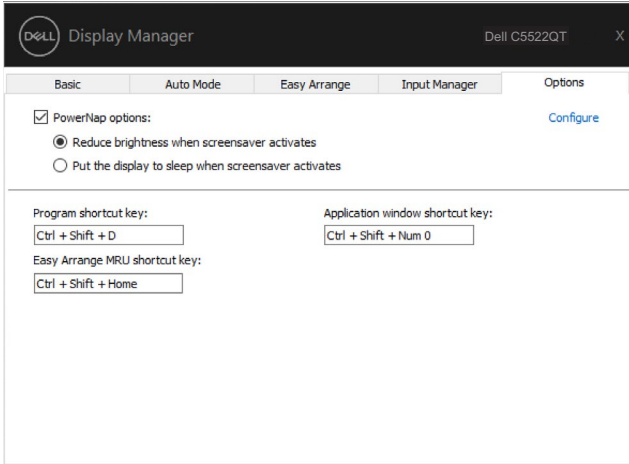 DELL Display Manager
Dell C5522QT X
Basic Auto Mode Easy Arrange Input Manager Options
PowerNap options: Configure
Reduce brightness when screensaver activates
Put the display to sleep when screensaver activates
Program shortcut key: Application window shortcut key:
Ctrl + Shift + D Ctrl + Shift + Num 0
Easy Arrange MRU shortcut key:
Ctrl + Shift + Home